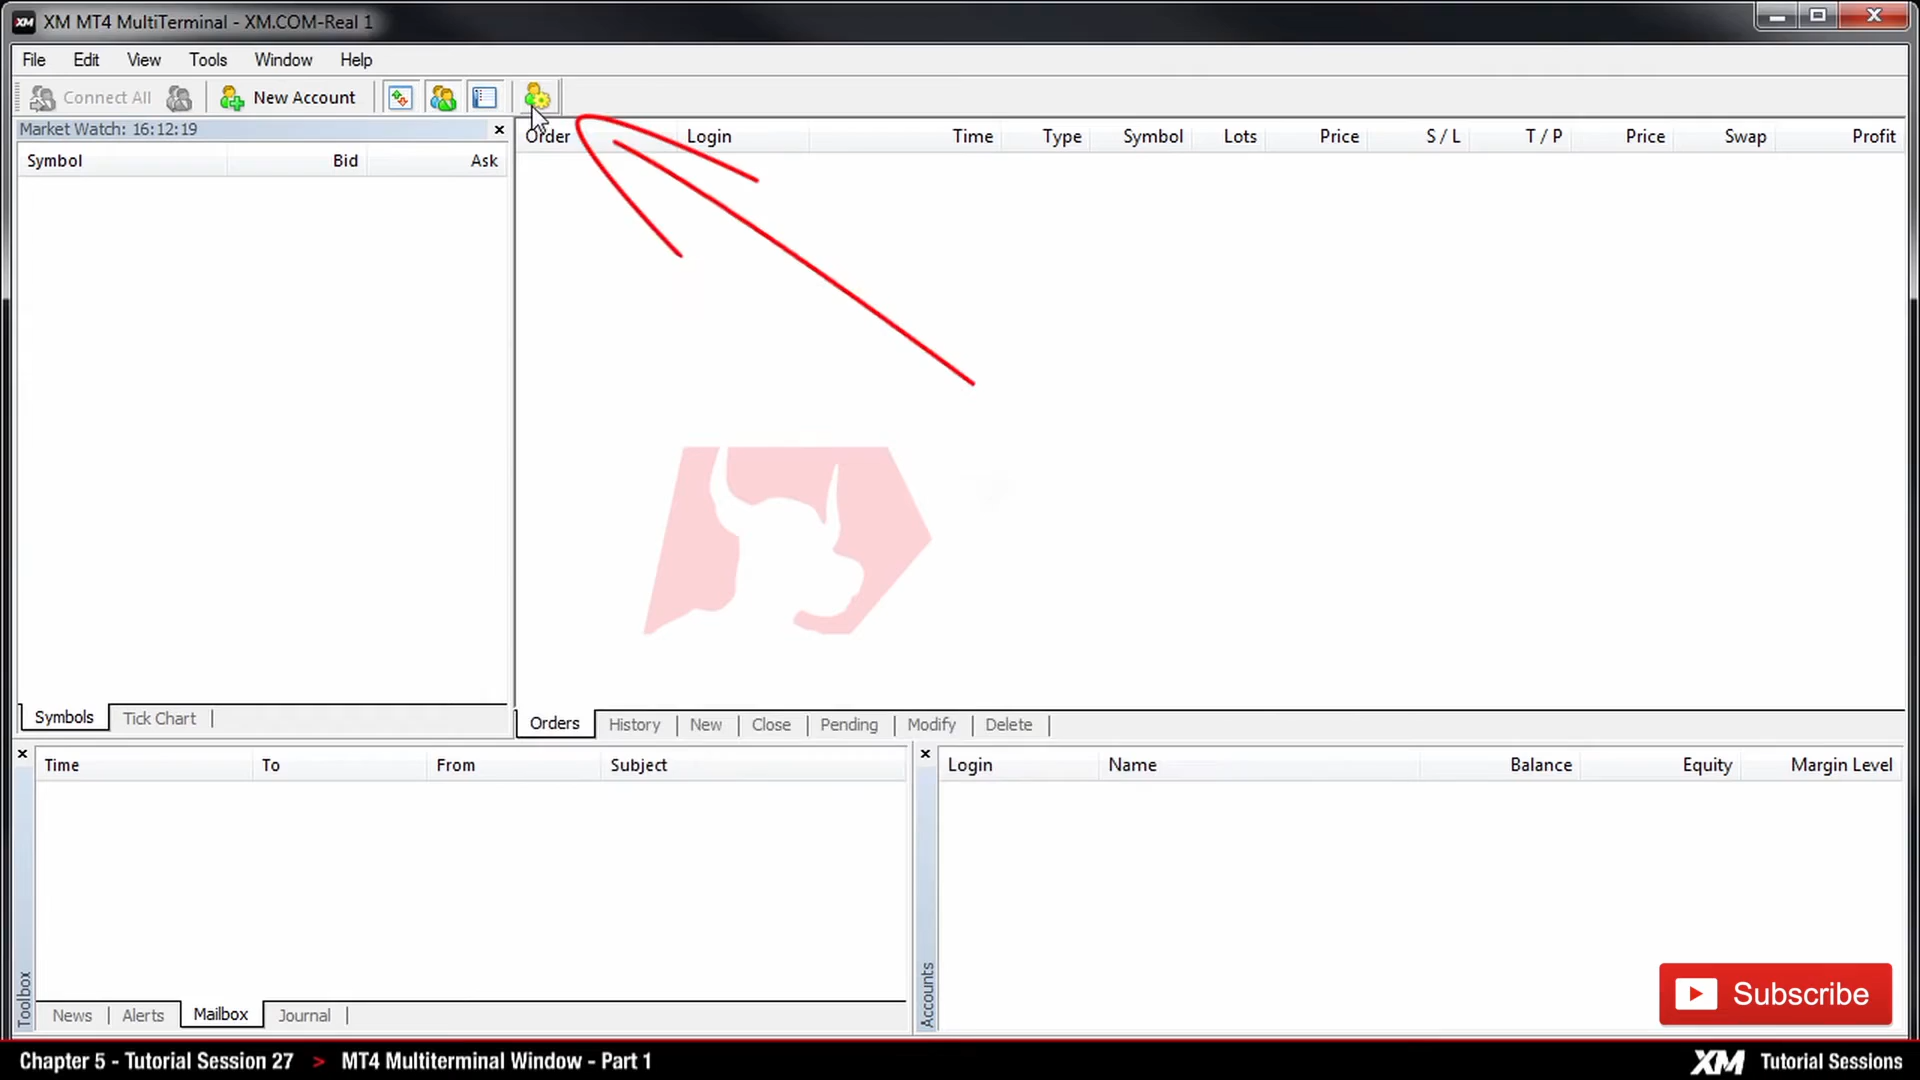 XM MT4 MultiTerminal - XM.COM-Real 1
File Edit View Tools Window Help
Connect All New Account
Market Watch: 16:12:19
Symbol Bid Ask
Order Login Time Type Symbol Lots Price S / L T / P Price Swap Profit
Symbols Tick Chart
Orders History New Close Pending Modify Delete
Time To From Subject
Login Name Balance Equity Margin Level
Toolbox
Accounts
News Alerts Mailbox Journal
Subscribe
Chapter 5 - Tutorial Session 27 > MT4 Multiterminal Window - Part 1
XM Tutorial Sessions